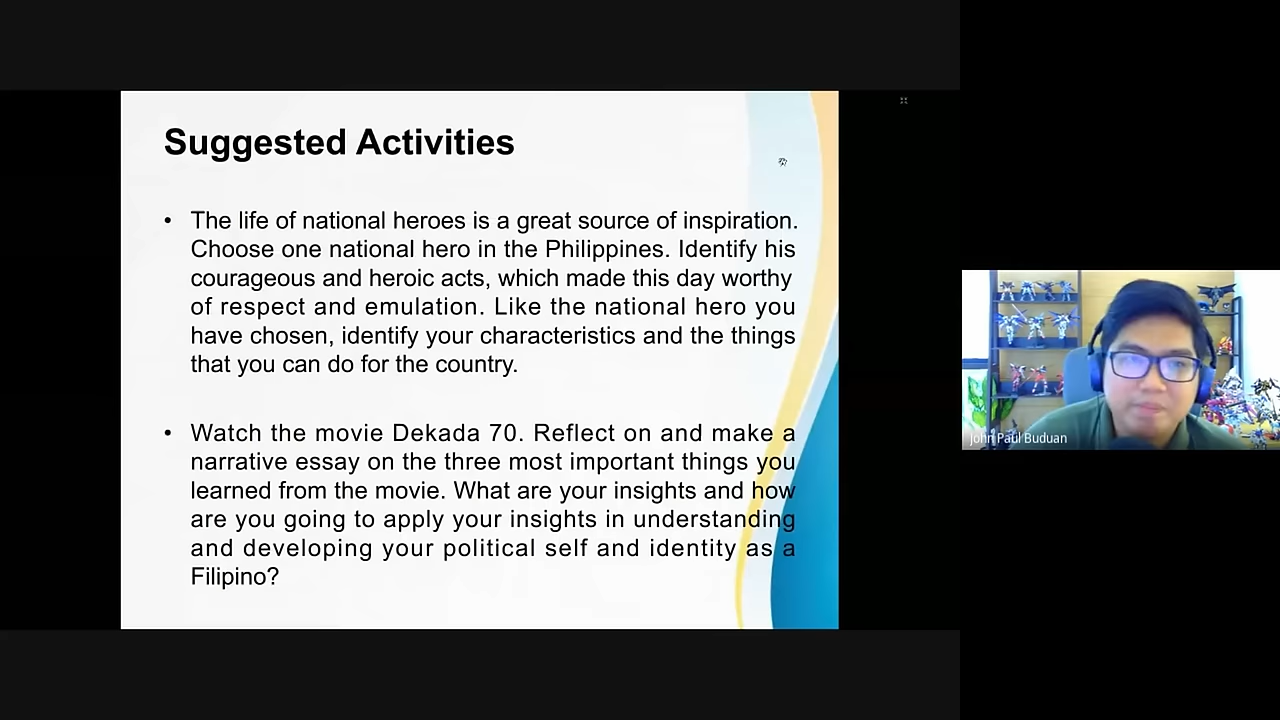 Suggested Activities
• The life of national heroes is a great source of inspiration.
Choose one national hero in the Philippines. Identify his
courageous and heroic acts, which made this day worthy
of respect and emulation. Like the national hero you
have chosen, identify your characteristics and the things
that you can do for the country.
• Watch the movie Dekada 70. Reflect on and make a
narrative essay on the three most important things you
learned from the movie. What are your insights and how
are you going to apply your insights in understanding
and developing your political self and identity as a
Filipino?
John Paul Buduan